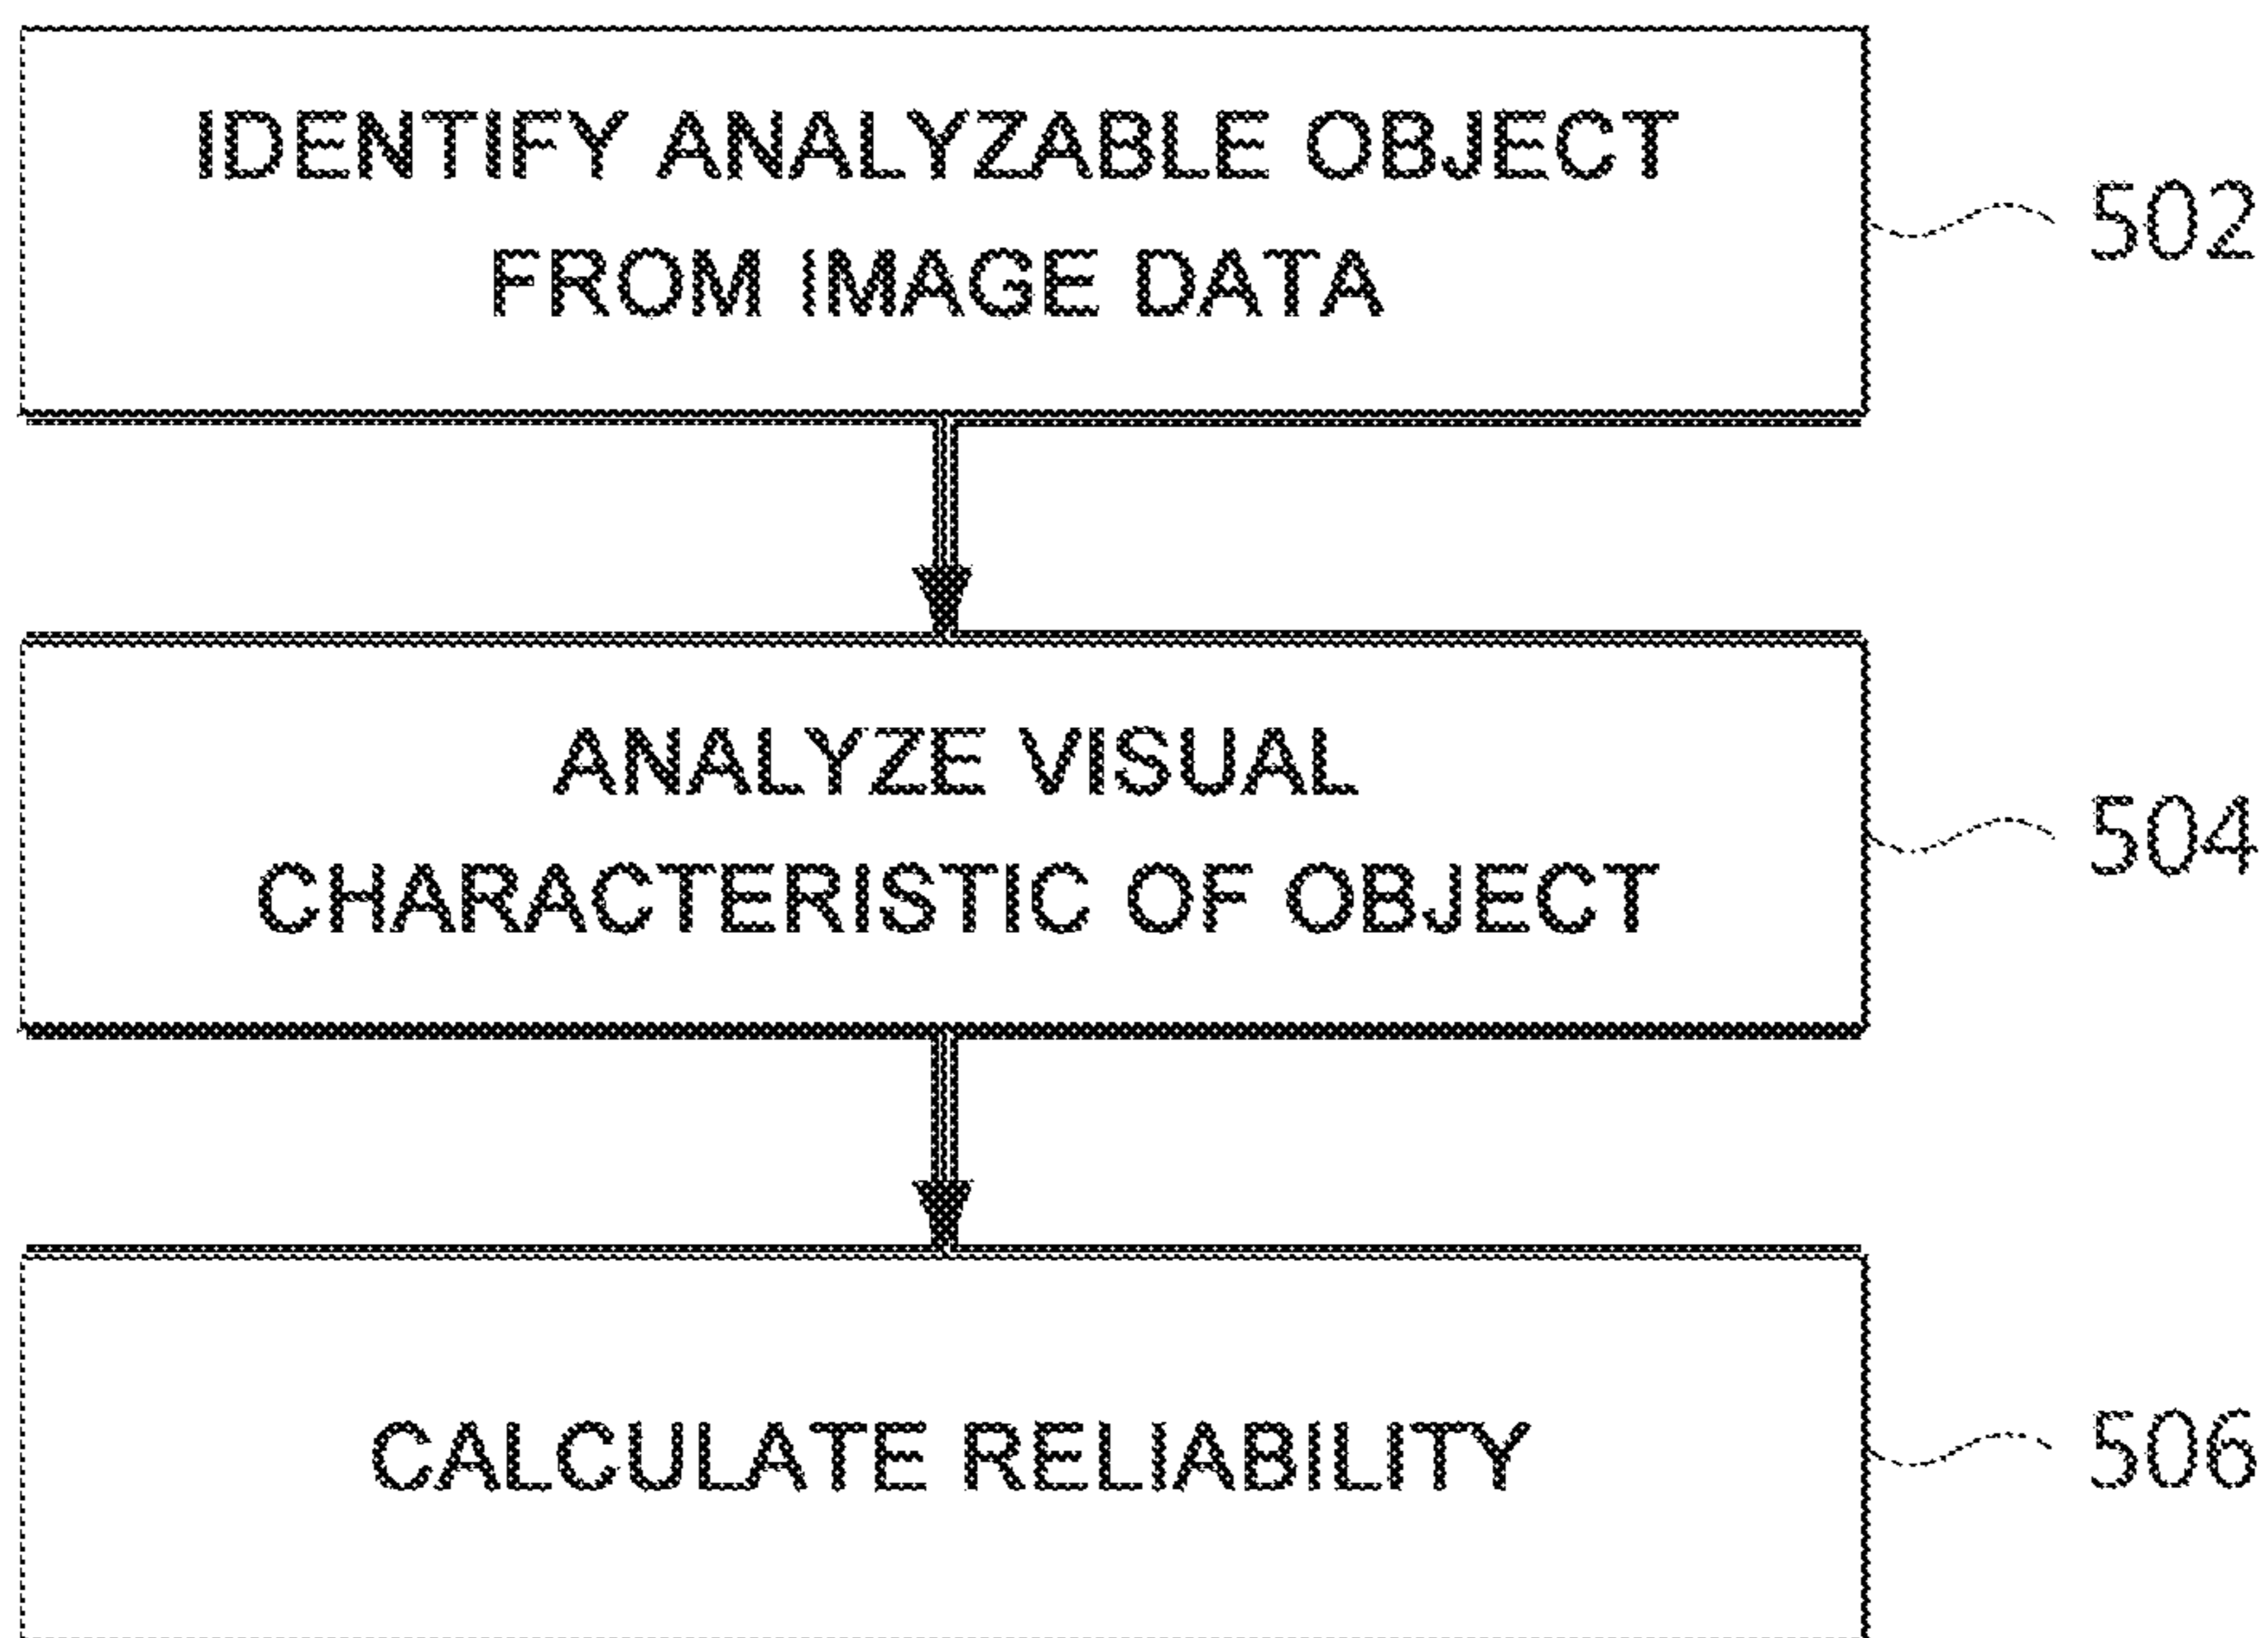 IDENTIFY ANALYZABLE OBJECT
FROM IMAGE DATA
502
ANALYZE VISUAL
CHARACTERISTIC OF OBJECT
504
CALCULATE RELIABILITY
506